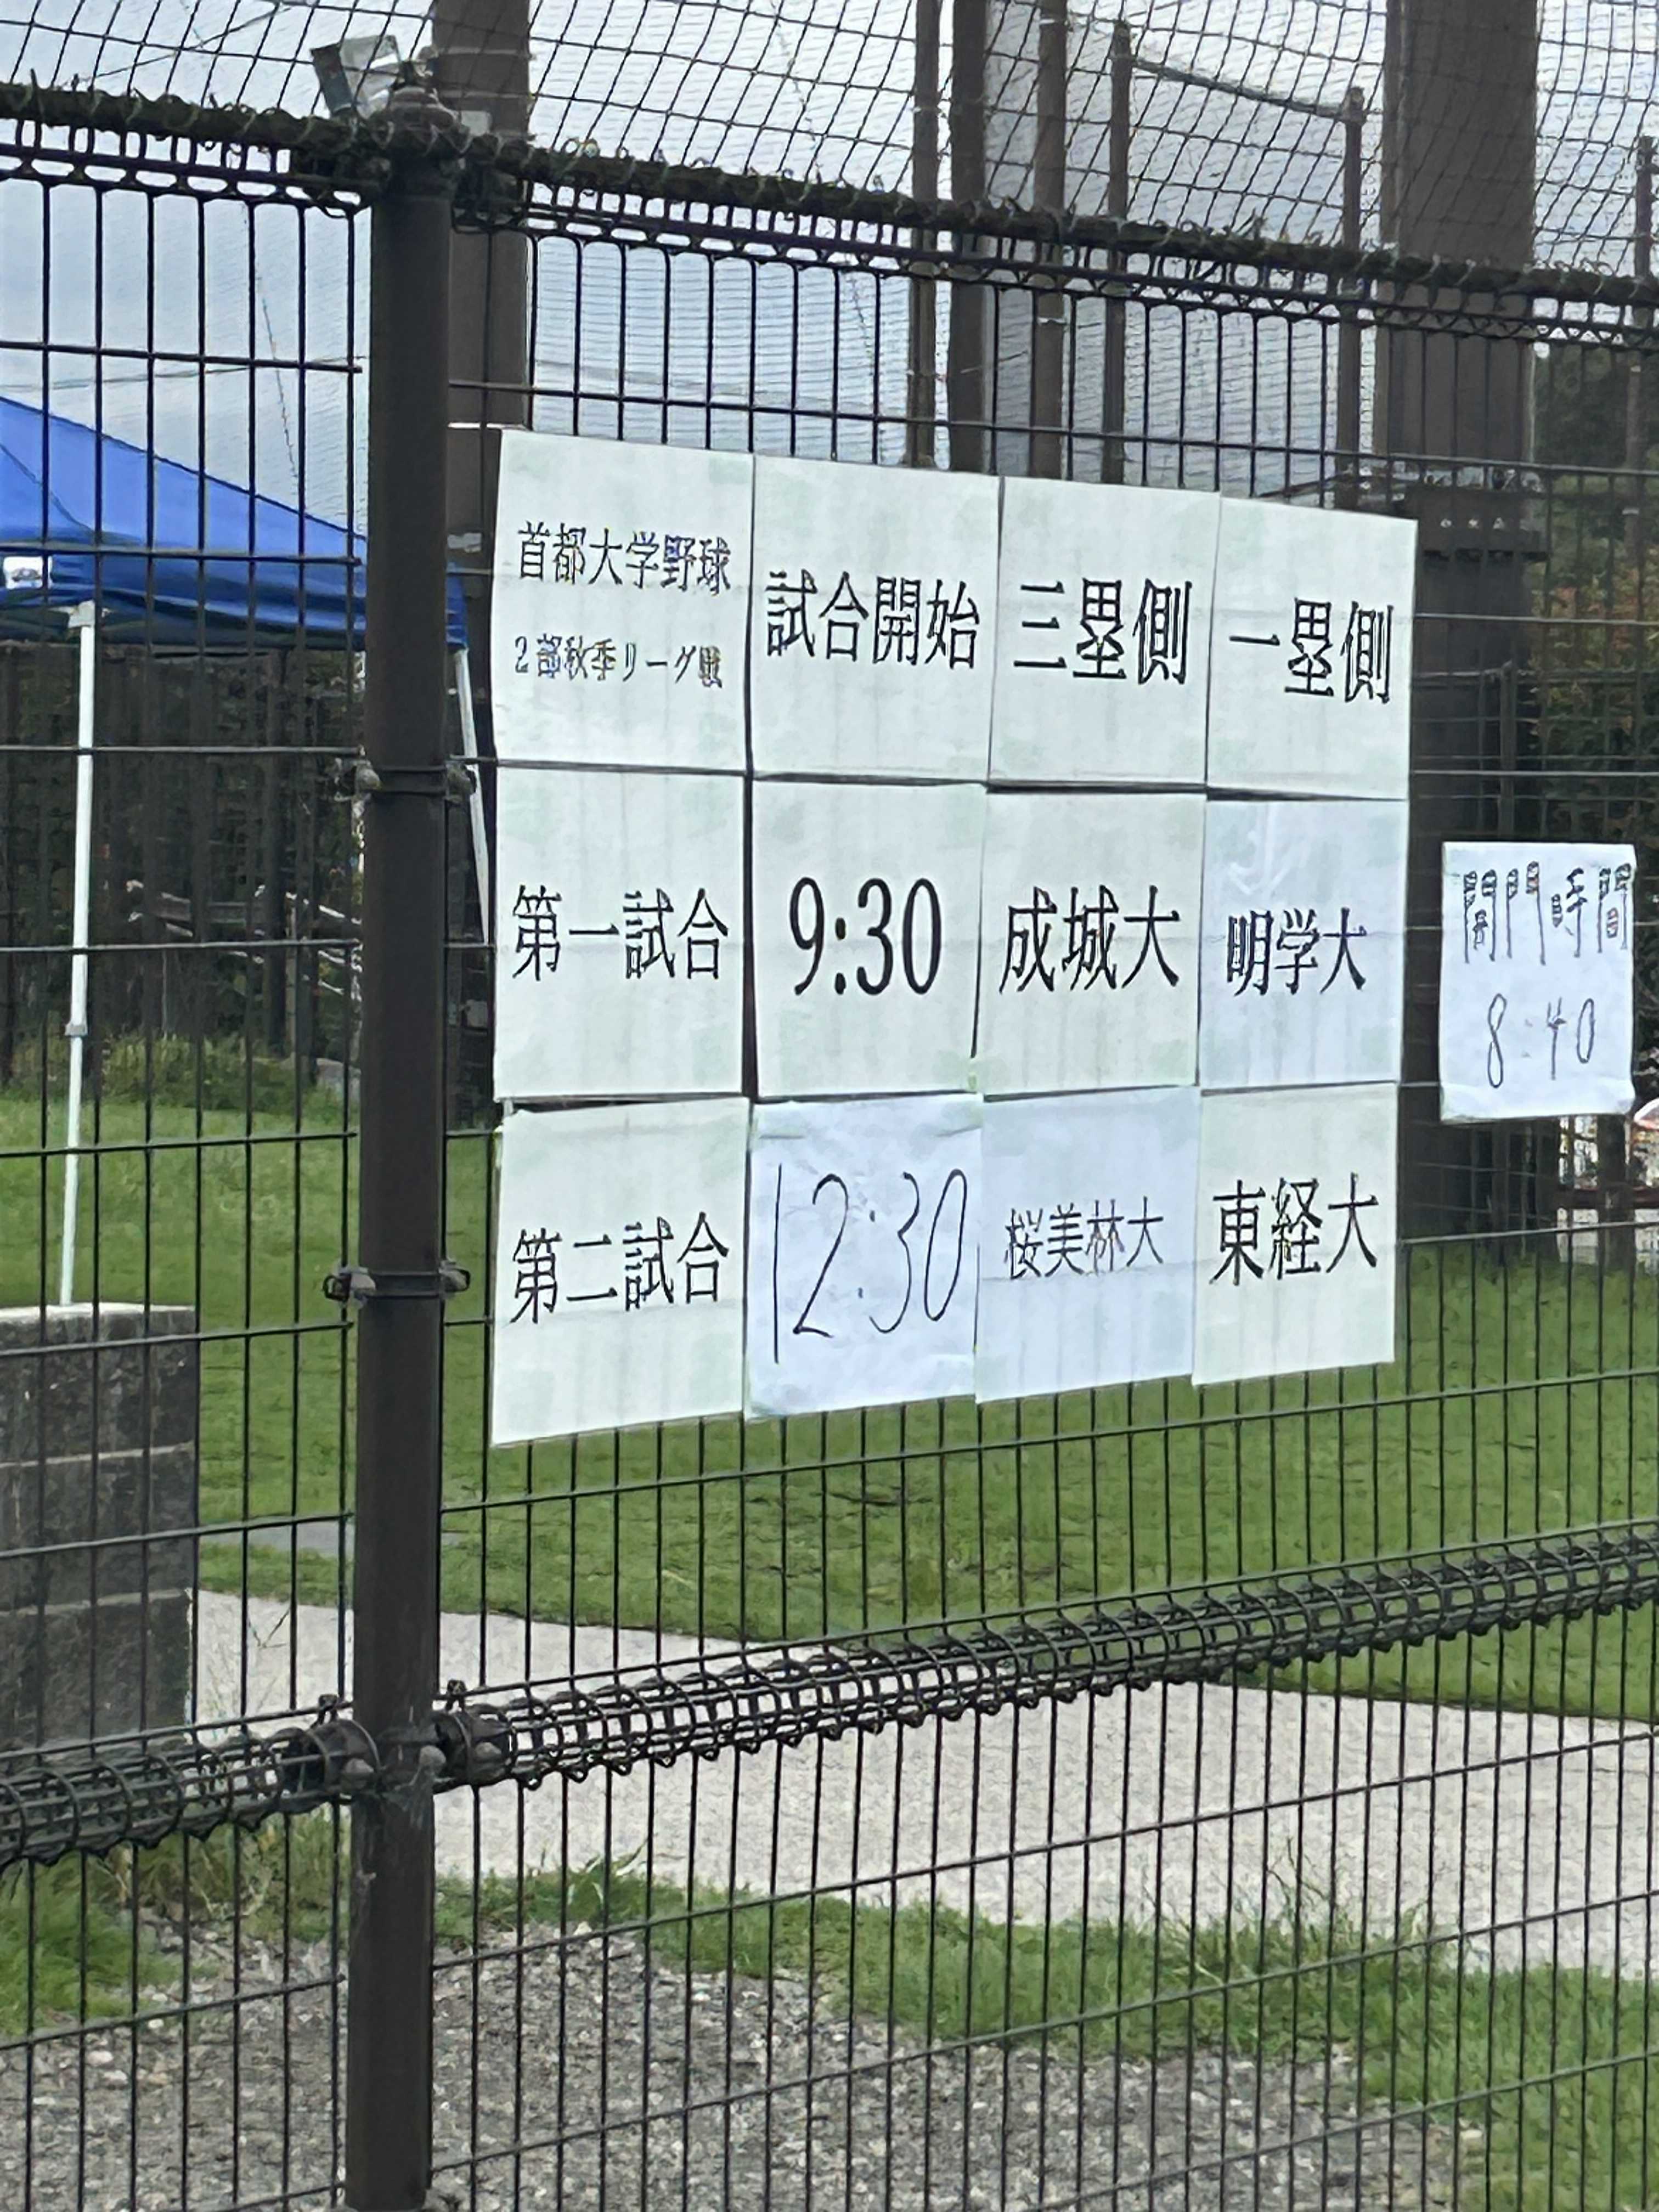 首都大学野球
2部秋季リーグ戦
試合開始
三塁側
一塁側
第一試合
9:30
成城大
明学大
第二試合
12:30
桜美林大
東経大
開門時間
8:40